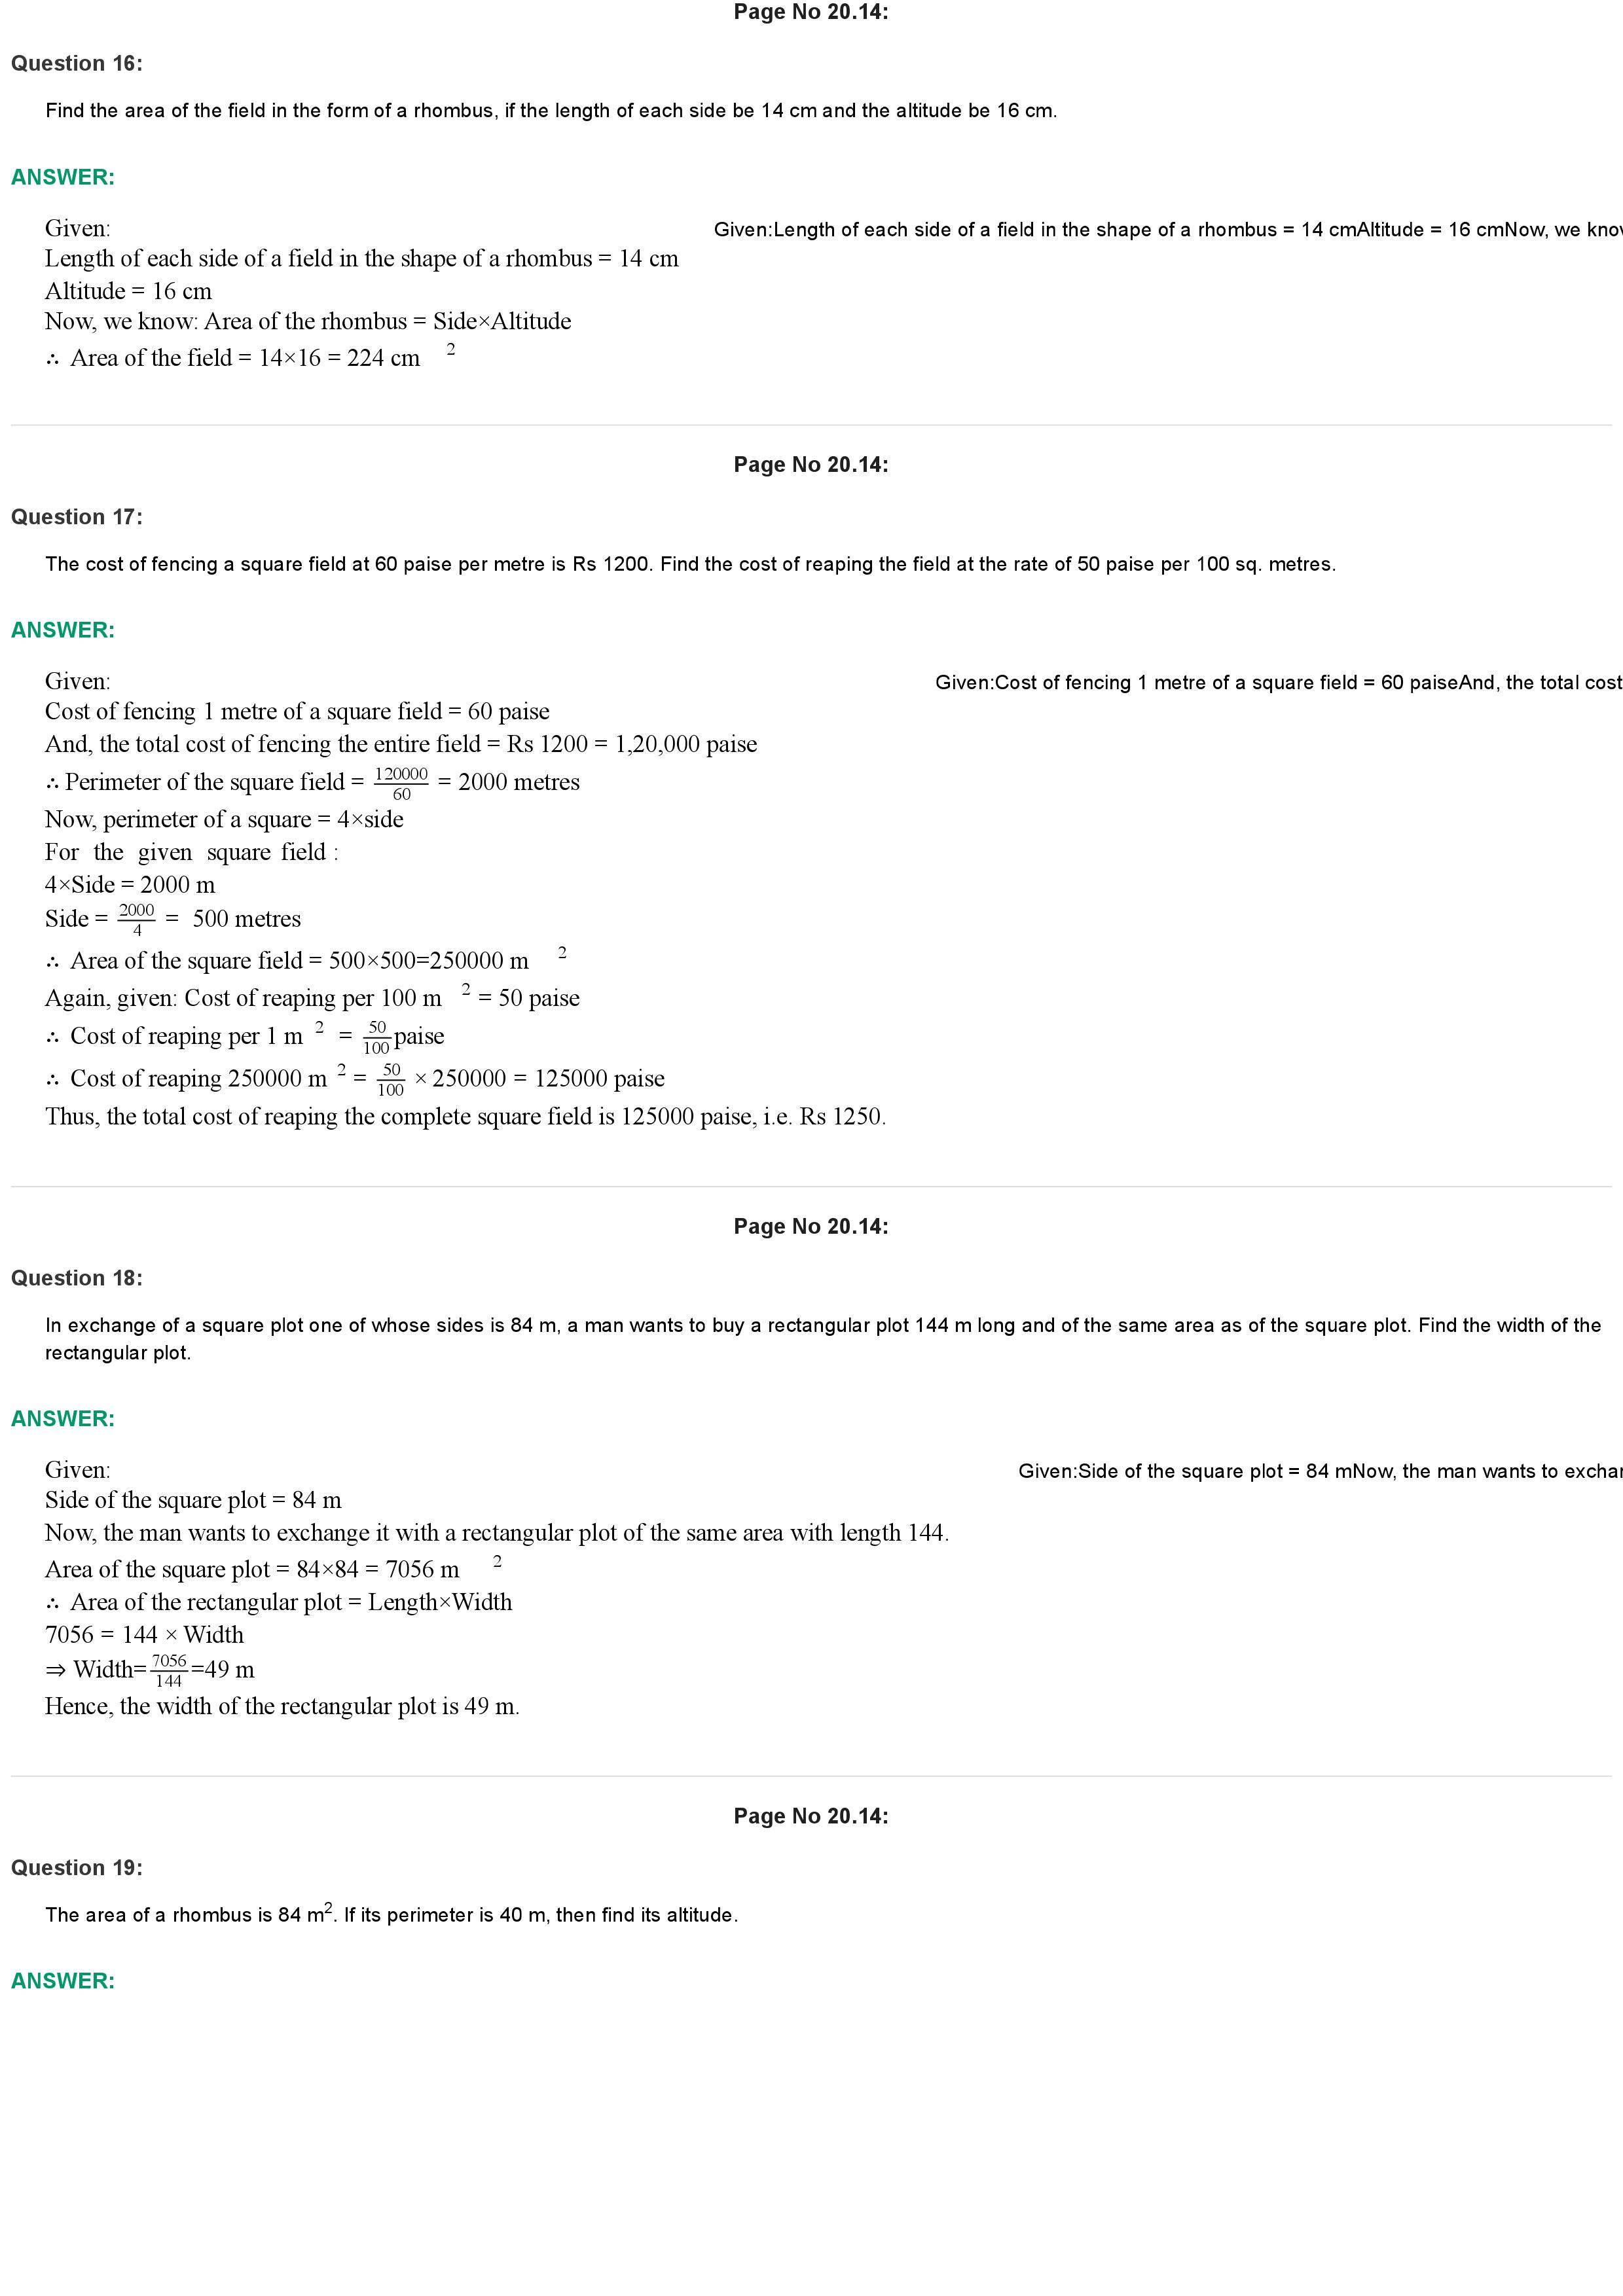 Page No 20.14:
Question 16:
Find the area of the field in the form of a rhombus, if the length of each side be 14 cm and the altitude be 16 cm.
ANSWER:
Given:
Given:Length of each side of a field in the shape of a rhombus = 14 cmAltitude = 16 cmNow, we know
Length of each side of a field in the shape of a rhombus = 14 cm
Altitude = 16 cm
Now, we know: Area of the rhombus = Side×Altitude
∴ Area of the field = 14×16 = 224 cm ²
Page No 20.14:
Question 17:
The cost of fencing a square field at 60 paise per metre is Rs 1200. Find the cost of reaping the field at the rate of 50 paise per 100 sq. metres.
ANSWER:
Given:
Given:Cost of fencing 1 metre of a square field = 60 paiseAnd, the total cost
Cost of fencing 1 metre of a square field = 60 paise
And, the total cost of fencing the entire field = Rs 1200 = 1,20,000 paise
∴ Perimeter of the square field = 120000/60 = 2000 metres
Now, perimeter of a square = 4×side
For the given square field :
4×Side = 2000 m
Side = 2000/4 = 500 metres
∴ Area of the square field = 500×500=250000 m ²
Again, given: Cost of reaping per 100 m ² = 50 paise
∴ Cost of reaping per 1 m ² = 50/100 paise
∴ Cost of reaping 250000 m ² = 50/100 × 250000 = 125000 paise
Thus, the total cost of reaping the complete square field is 125000 paise, i.e. Rs 1250.
Page No 20.14:
Question 18:
In exchange of a square plot one of whose sides is 84 m, a man wants to buy a rectangular plot 144 m long and of the same area as of the square plot. Find the width of the
rectangular plot.
ANSWER:
Given:
Given:Side of the square plot = 84 mNow, the man wants to exchan
Side of the square plot = 84 m
Now, the man wants to exchange it with a rectangular plot of the same area with length 144.
Area of the square plot = 84×84 = 7056 m ²
∴ Area of the rectangular plot = Length×Width
7056 = 144 × Width
⇒ Width=7056/144=49 m
Hence, the width of the rectangular plot is 49 m.
Page No 20.14:
Question 19:
The area of a rhombus is 84 m². If its perimeter is 40 m, then find its altitude.
ANSWER: